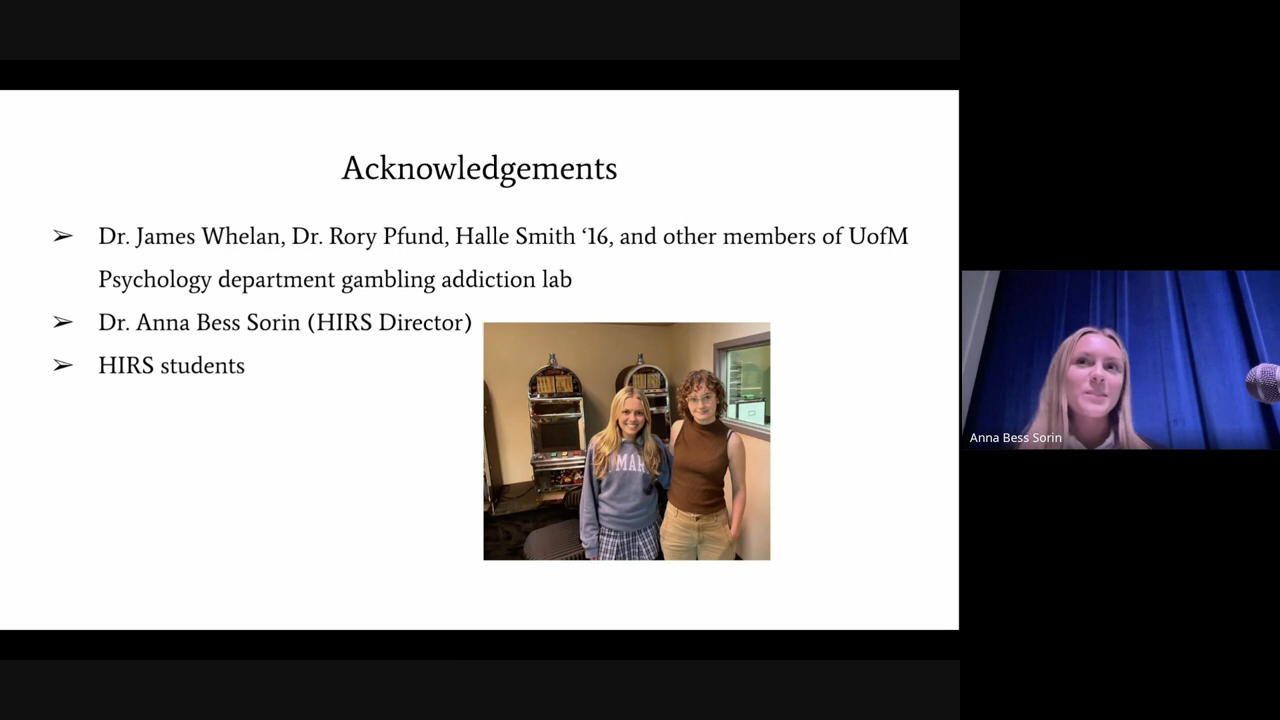 Acknowledgements
➢ Dr. James Whelan, Dr. Rory Pfund, Halle Smith ‘16, and other members of UofM
Psychology department gambling addiction lab
➢ Dr. Anna Bess Sorin (HIRS Director)
➢ HIRS students
MAR
Anna Bess Sorin